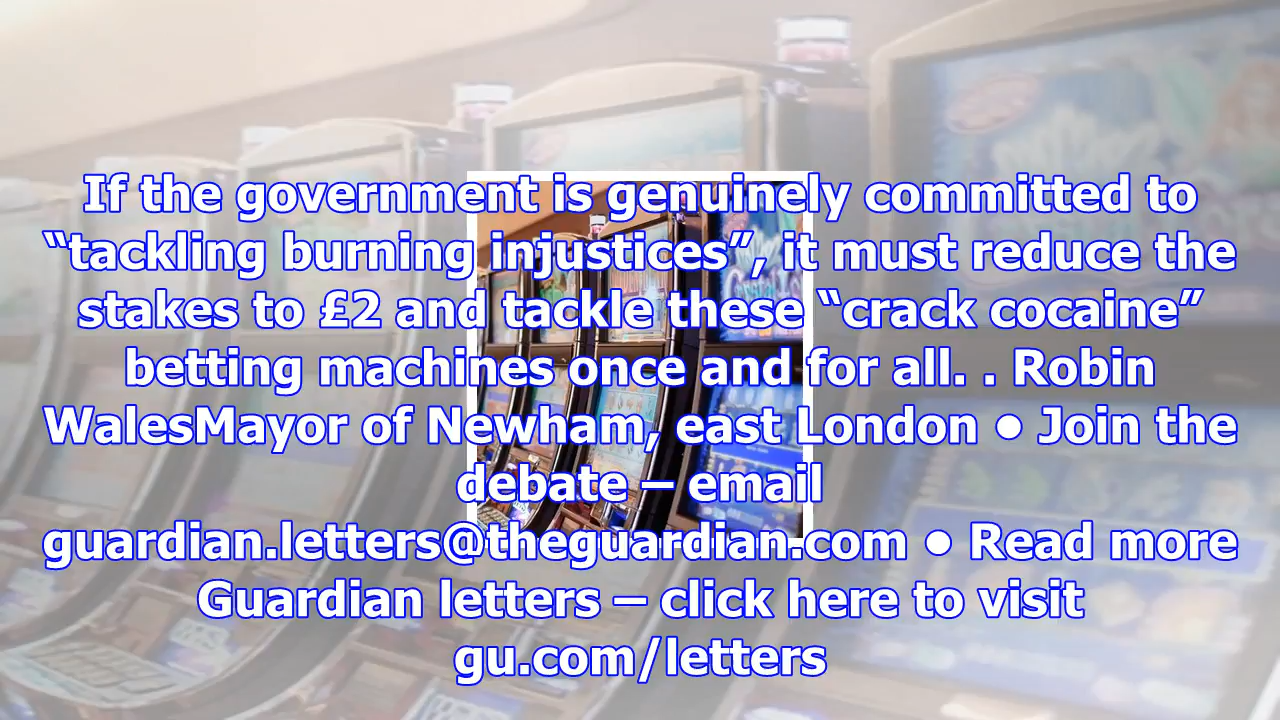 If the government is genuinely committed to
“tackling burning injustices”, it must reduce the
stakes to £2 and tackle these “crack cocaine”
betting machines once and for all. . Robin
WalesMayor of Newham, east London • Join the
debate – email
guardian.letters@theguardian.com • Read more
Guardian letters – click here to visit
gu.com/letters